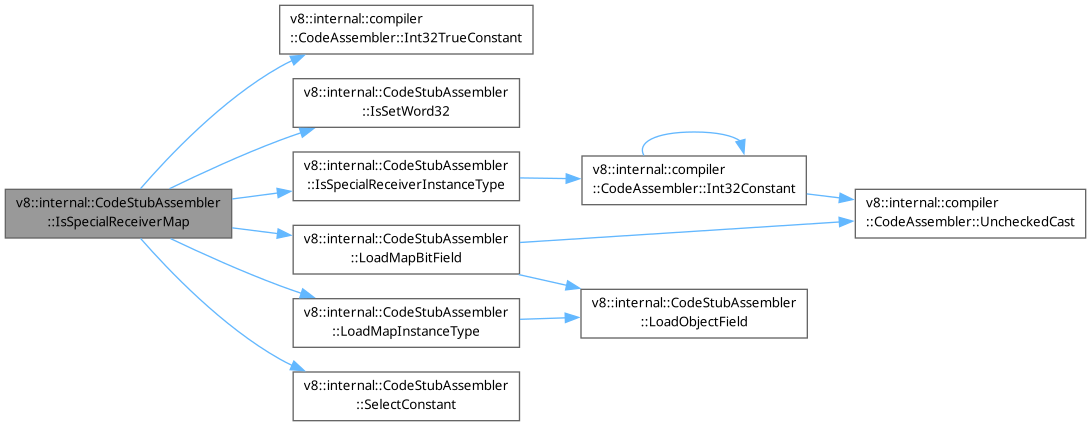 v8::internal::compiler
::CodeAssembler::Int32TrueConstant
v8::internal::CodeStubAssembler
::IsSetWord32
v8::internal::CodeStubAssembler
::IsSpecialReceiverInstanceType
v8::internal::compiler
::CodeAssembler::Int32Constant
v8::internal::CodeStubAssembler
::IsSpecialReceiverMap
v8::internal::compiler
::CodeAssembler::UncheckedCast
v8::internal::CodeStubAssembler
::LoadMapBitField
v8::internal::CodeStubAssembler
::LoadObjectField
v8::internal::CodeStubAssembler
::LoadMapInstanceType
v8::internal::CodeStubAssembler
::SelectConstant